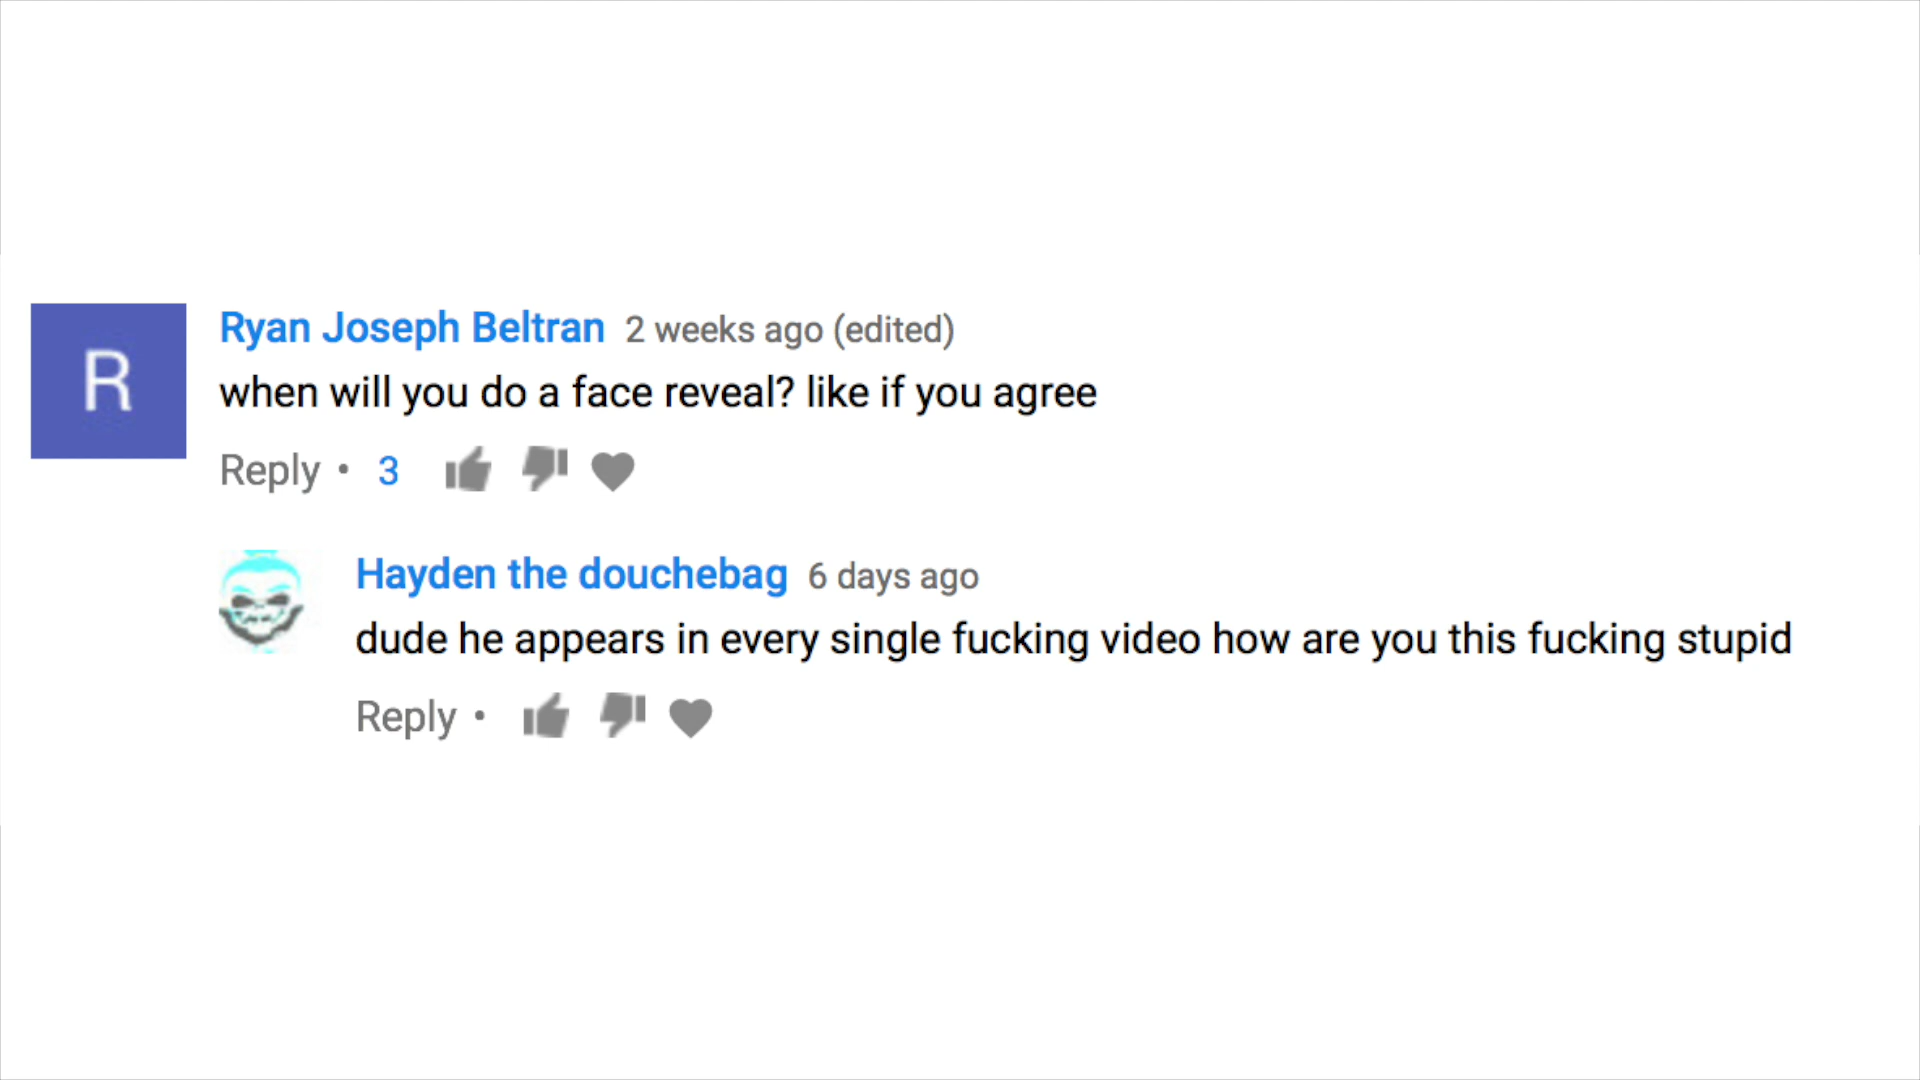 R
Ryan Joseph Beltran 2 weeks ago (edited)
when will you do a face reveal? like if you agree
Reply • 3
Hayden the douchebag 6 days ago
dude he appears in every single fucking video how are you this fucking stupid
Reply •